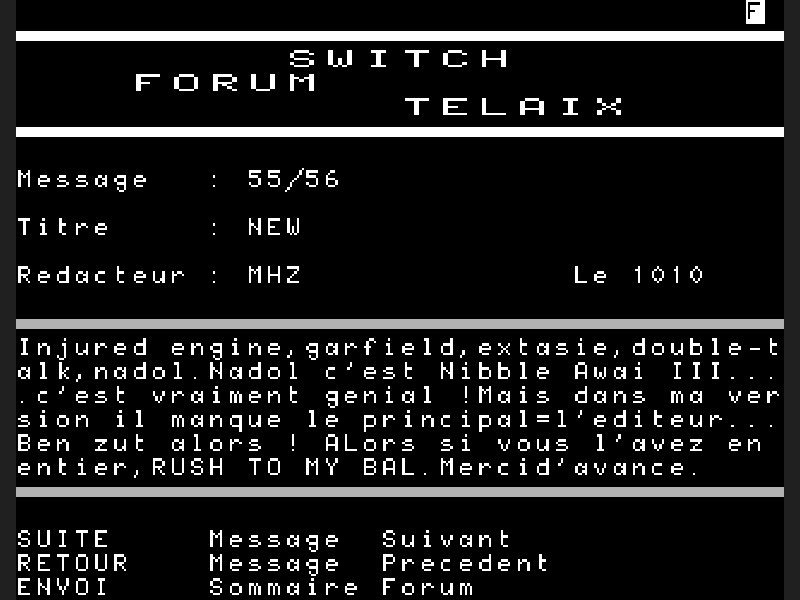 F
SWITCH
FORUM
TELAIX
Message : 55/56
Titre : NEW
Redacteur : MHZ Le 1010
Injured engine,garfield,extasie,double-t
alk,nadol.Nadol c'est Nibble Awai III...
.c'est vraiment genial !Mais dans ma ver
sion il manque le principal=l'editeur...
Ben zut alors ! ALors si vous l'avez en
entier,RUSH TO MY BAL.Mercid'avance.
SUITE Message Suivant
RETOUR Message Precedent
ENVOI Sommaire Forum